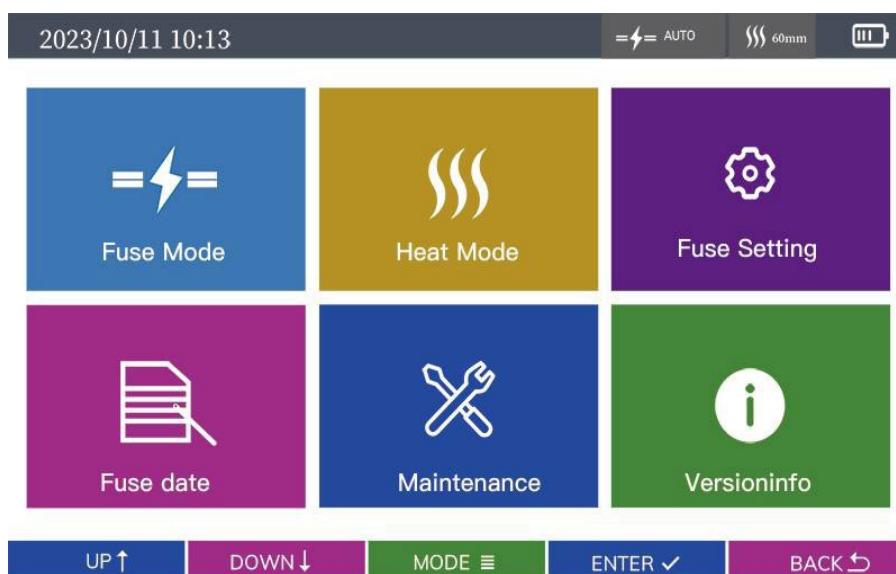 2023/10/11 10:13
AUTO
60mm
Fuse Mode
Heat Mode
Fuse Setting
Fuse date
Maintenance
Versioninfo
UP↑
DOWN↓
MODE ≡
ENTER ✓
BACK ⮌